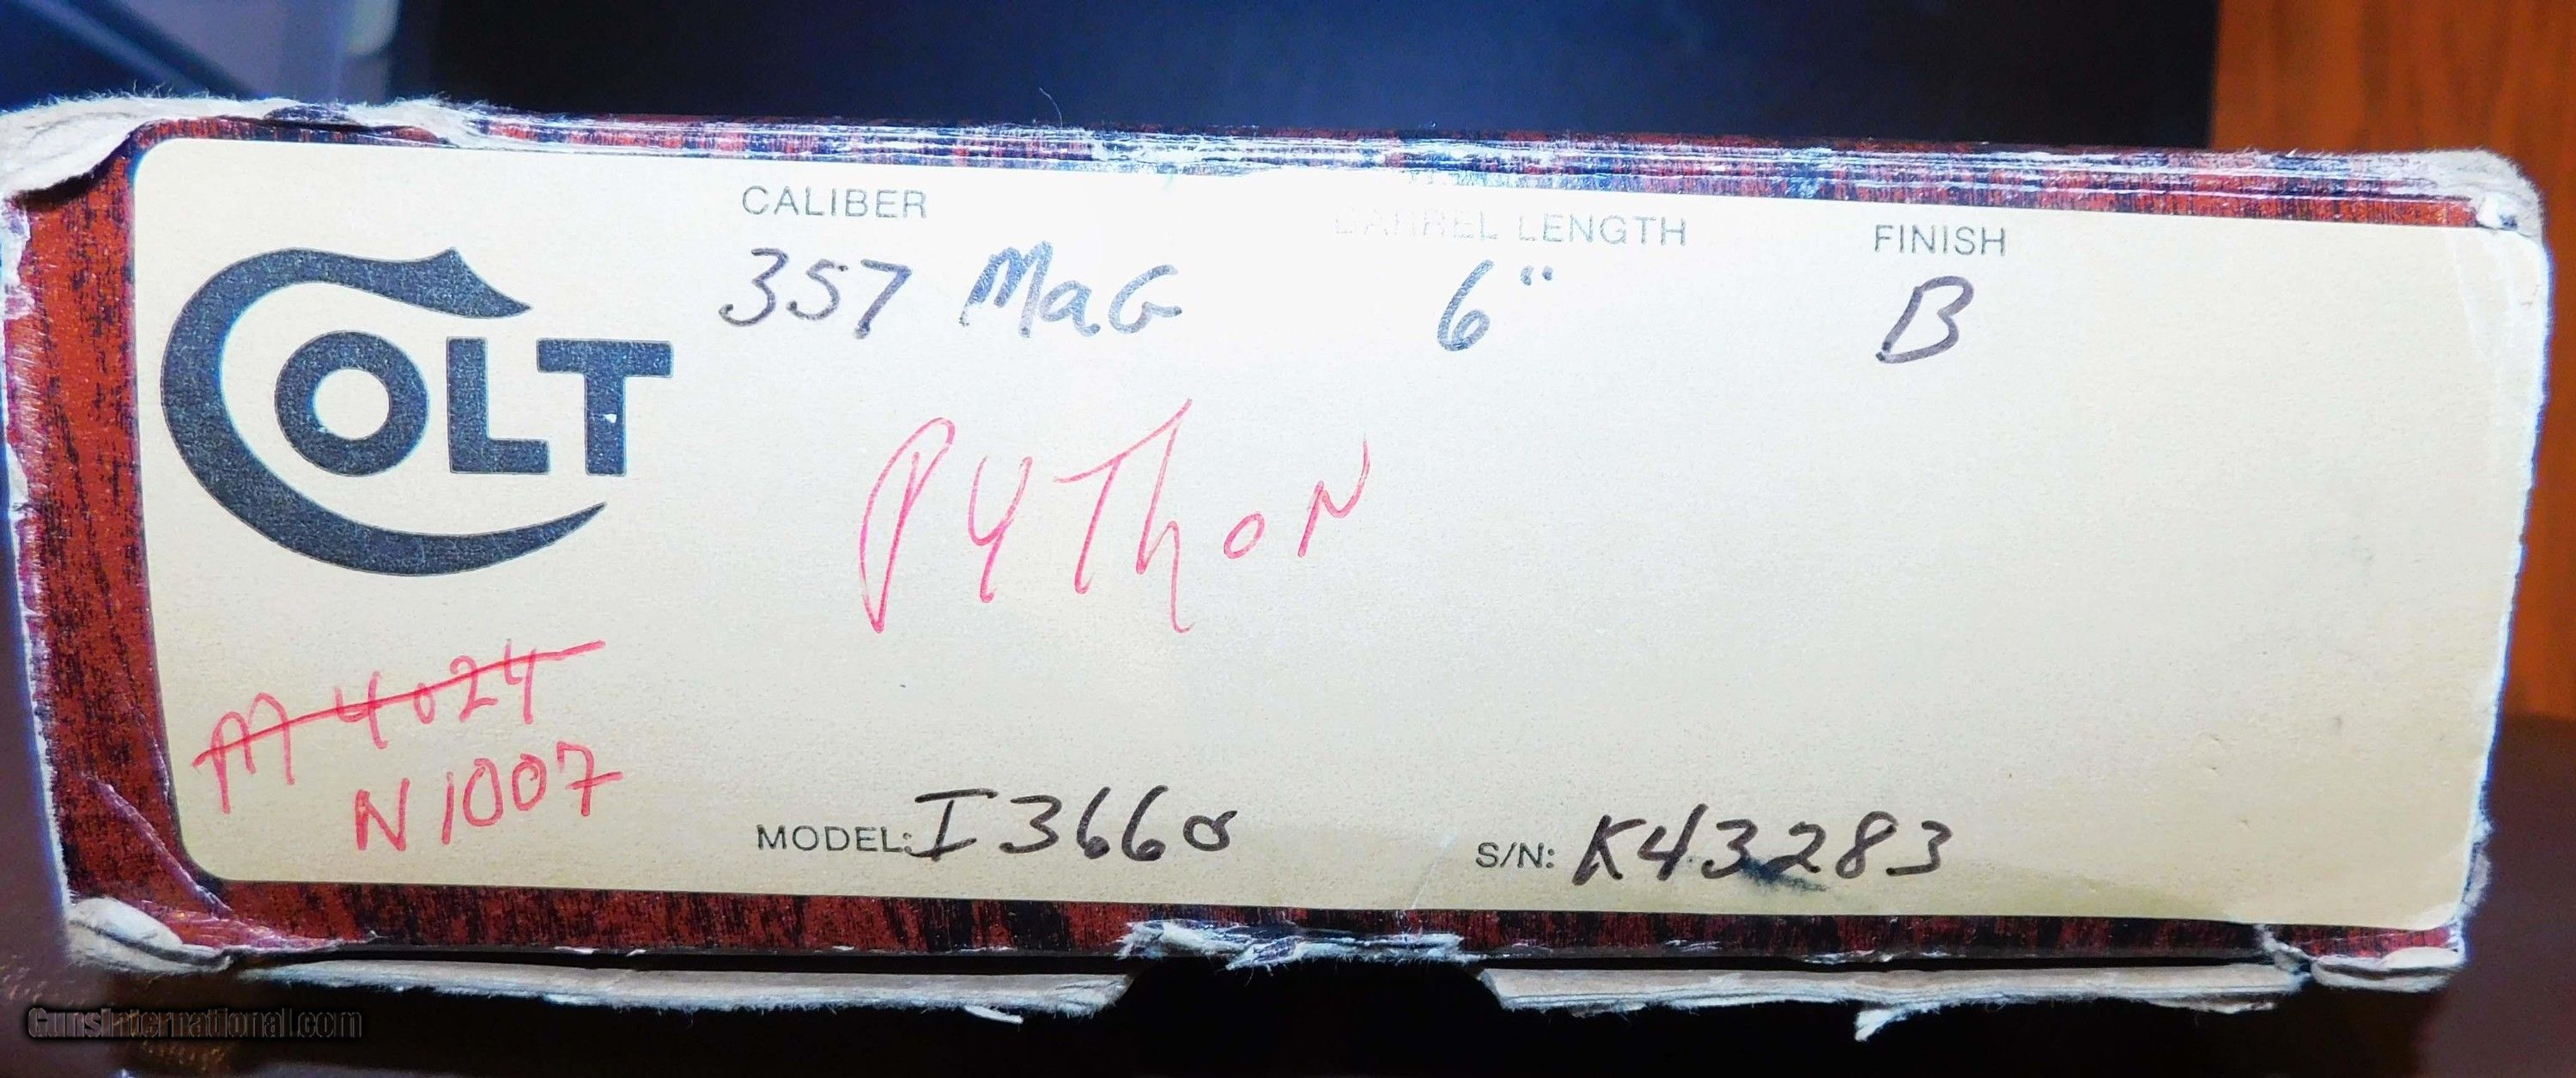 COLT
CALIBER BARREL LENGTH FINISH
357 MAG 6" B
PYThON
M4024
N1007
MODEL: I3660 S/N: K43283
GunsInternational.com